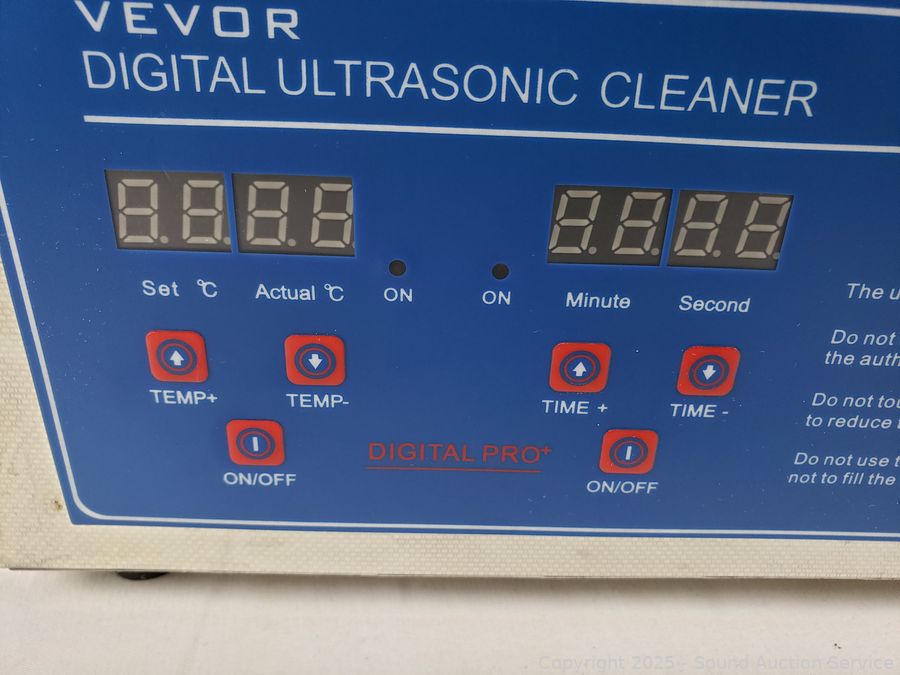 VEVOR
DIGITAL ULTRASONIC CLEANER
Set °C
Actual °C
ON
ON
Minute
Second
The u
TEMP+
TEMP-
TIME +
TIME -
Do not
the auth
Do not tou
to reduce
ON/OFF
DIGITAL PRO+
ON/OFF
Do not use t
not to fill the
Copyright 2025 - Sound Auction Service